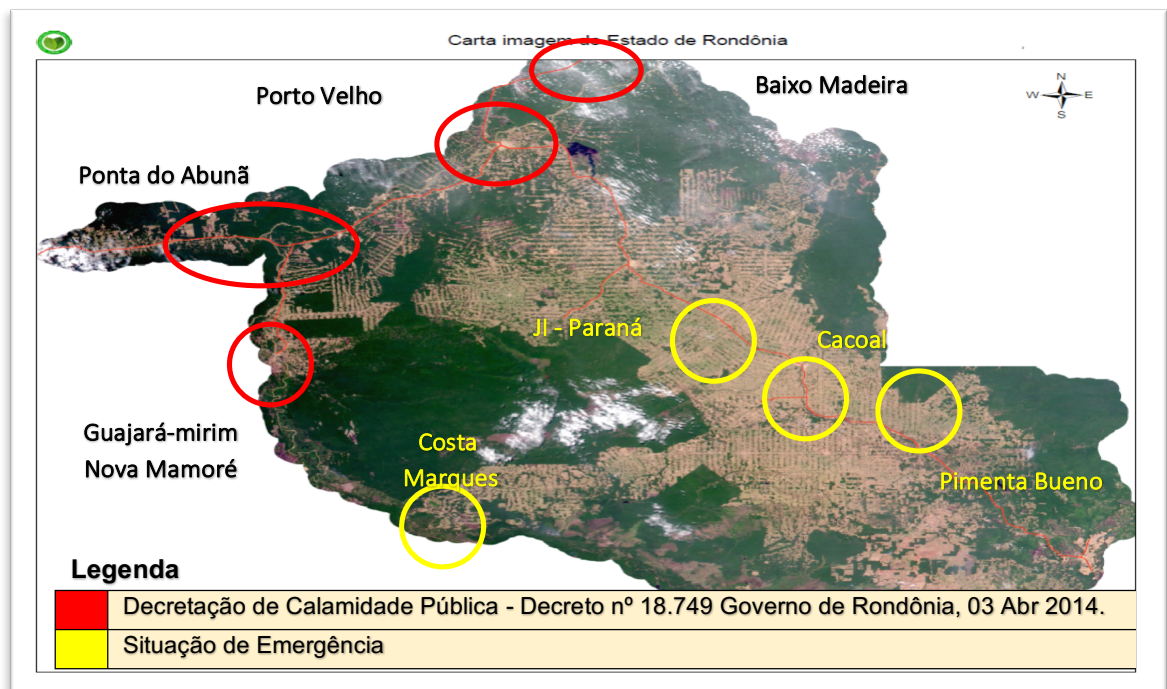 Carta imagem do Estado de Rondônia
Porto Velho
Baixo Madeira
N
W E
S
Ponta do Abunã
JI - Paraná
Cacoal
Guajará-mirim
Nova Mamoré
Costa
Marques
Pimenta Bueno
Legenda
Decretação de Calamidade Pública - Decreto nº 18.749 Governo de Rondônia, 03 Abr 2014.
Situação de Emergência